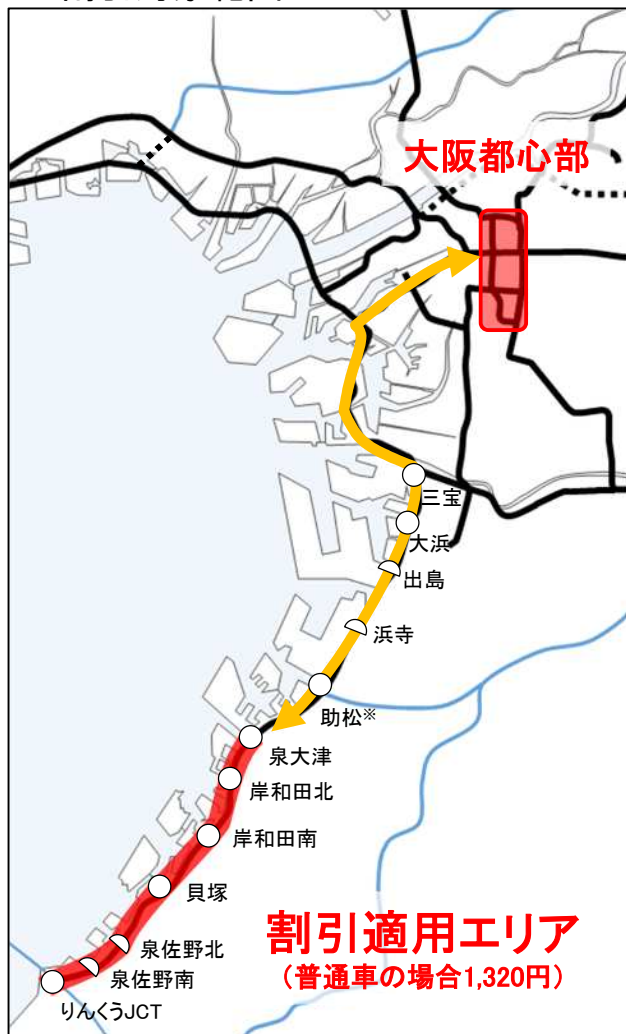 大阪都心部
三宝
大浜
出島
浜寺
助松※
泉大津
岸和田北
岸和田南
貝塚
泉佐野北
泉佐野南
りんくうJCT
割引適用エリア
(普通車の場合1,320円)